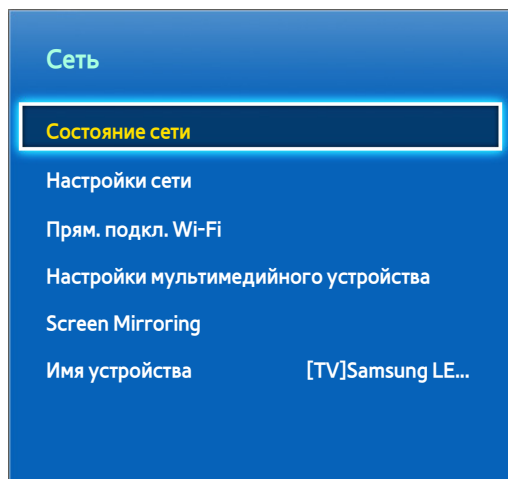 Сеть
Состояние сети
Настройки сети
Прям. подкл. Wi-Fi
Настройки мультимедийного устройства
Screen Mirroring
Имя устройства [TV]Samsung LE...